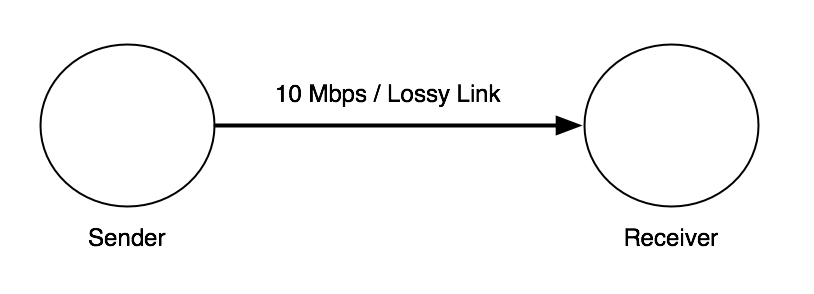 10 Mbps / Lossy Link
Sender
Receiver